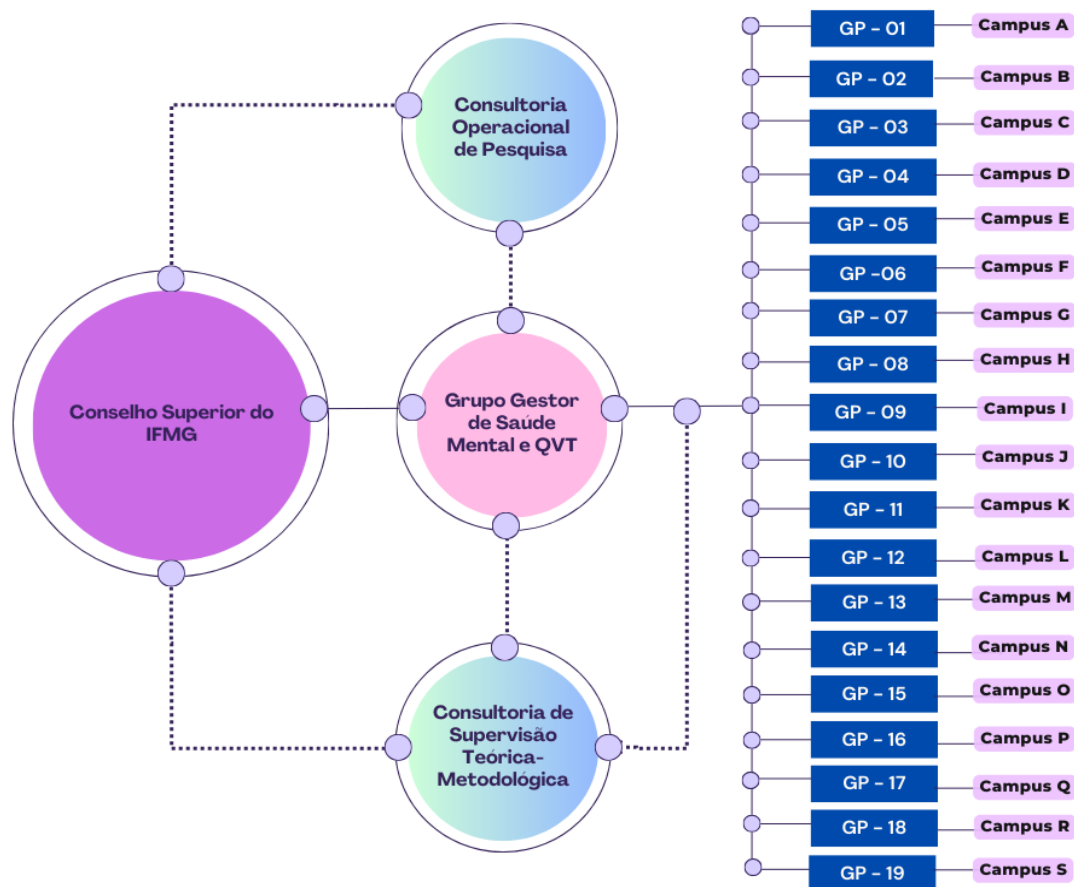 Consultoria
Operacional
de Pesquisa
Conselho Superior do
IFMG
Grupo Gestor
de Saúde
Mental e QVT
Consultoria de
Supervisão
Teórica-
Metodológica
GP - 01 Campus A
GP - 02 Campus B
GP - 03 Campus C
GP - 04 Campus D
GP - 05 Campus E
GP -06 Campus F
GP - 07 Campus G
GP - 08 Campus H
GP - 09 Campus I
GP - 10 Campus J
GP - 11 Campus K
GP - 12 Campus L
GP - 13 Campus M
GP - 14 Campus N
GP - 15 Campus O
GP - 16 Campus P
GP - 17 Campus Q
GP - 18 Campus R
GP - 19 Campus S